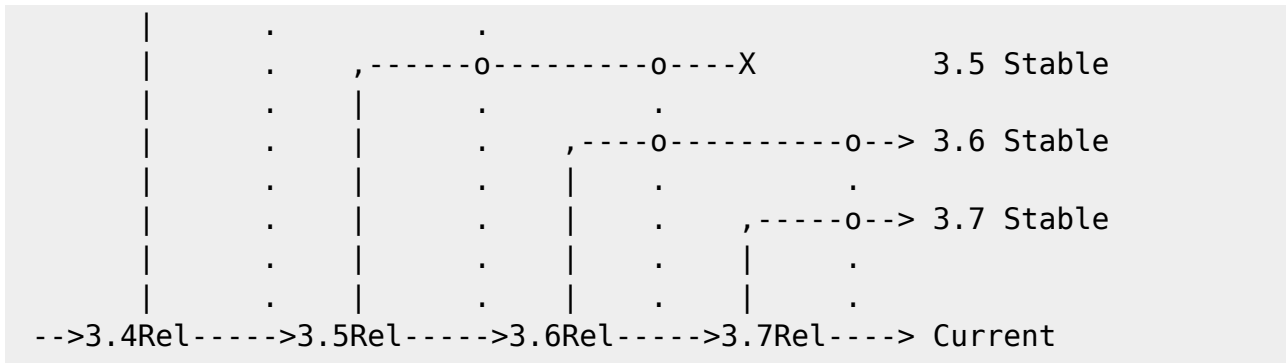 |       .             .
       |       .     ,------o---------o----X          3.5 Stable
       |       .     |      .         .
       |       .     |      .    ,----o----------o--> 3.6 Stable
       |       .     |      .    |    .          .
       |       .     |      .    |    .    ,-----o--> 3.7 Stable
       |       .     |      .    |    .    |     .
       |       .     |      .    |    .    |     .
 -->3.4Rel----->3.5Rel----->3.6Rel----->3.7Rel----> Current